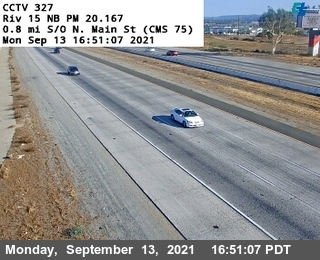 CCTV 327
Riv 15 NB PM 20.167
0.8 mi S/O N. Main St (CMS 75)
Mon Sep 13 16:51:07 2021
Monday, September 13, 2021 16:51:07 PDT